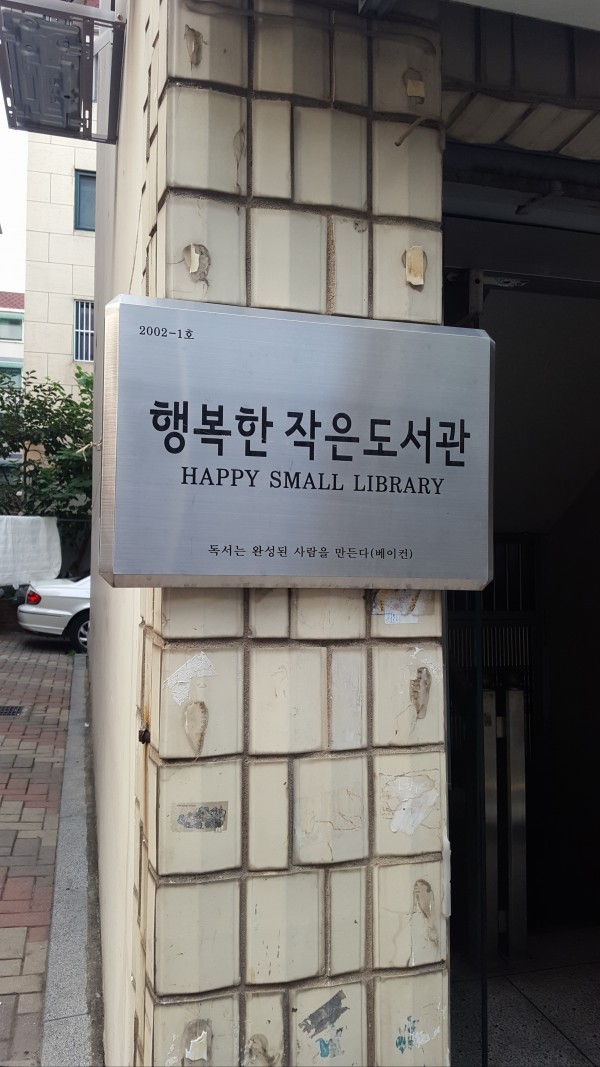 2002-1호
행복한 작은도서관
HAPPY SMALL LIBRARY
독서는 완성된 사람을 만든다(베이컨)